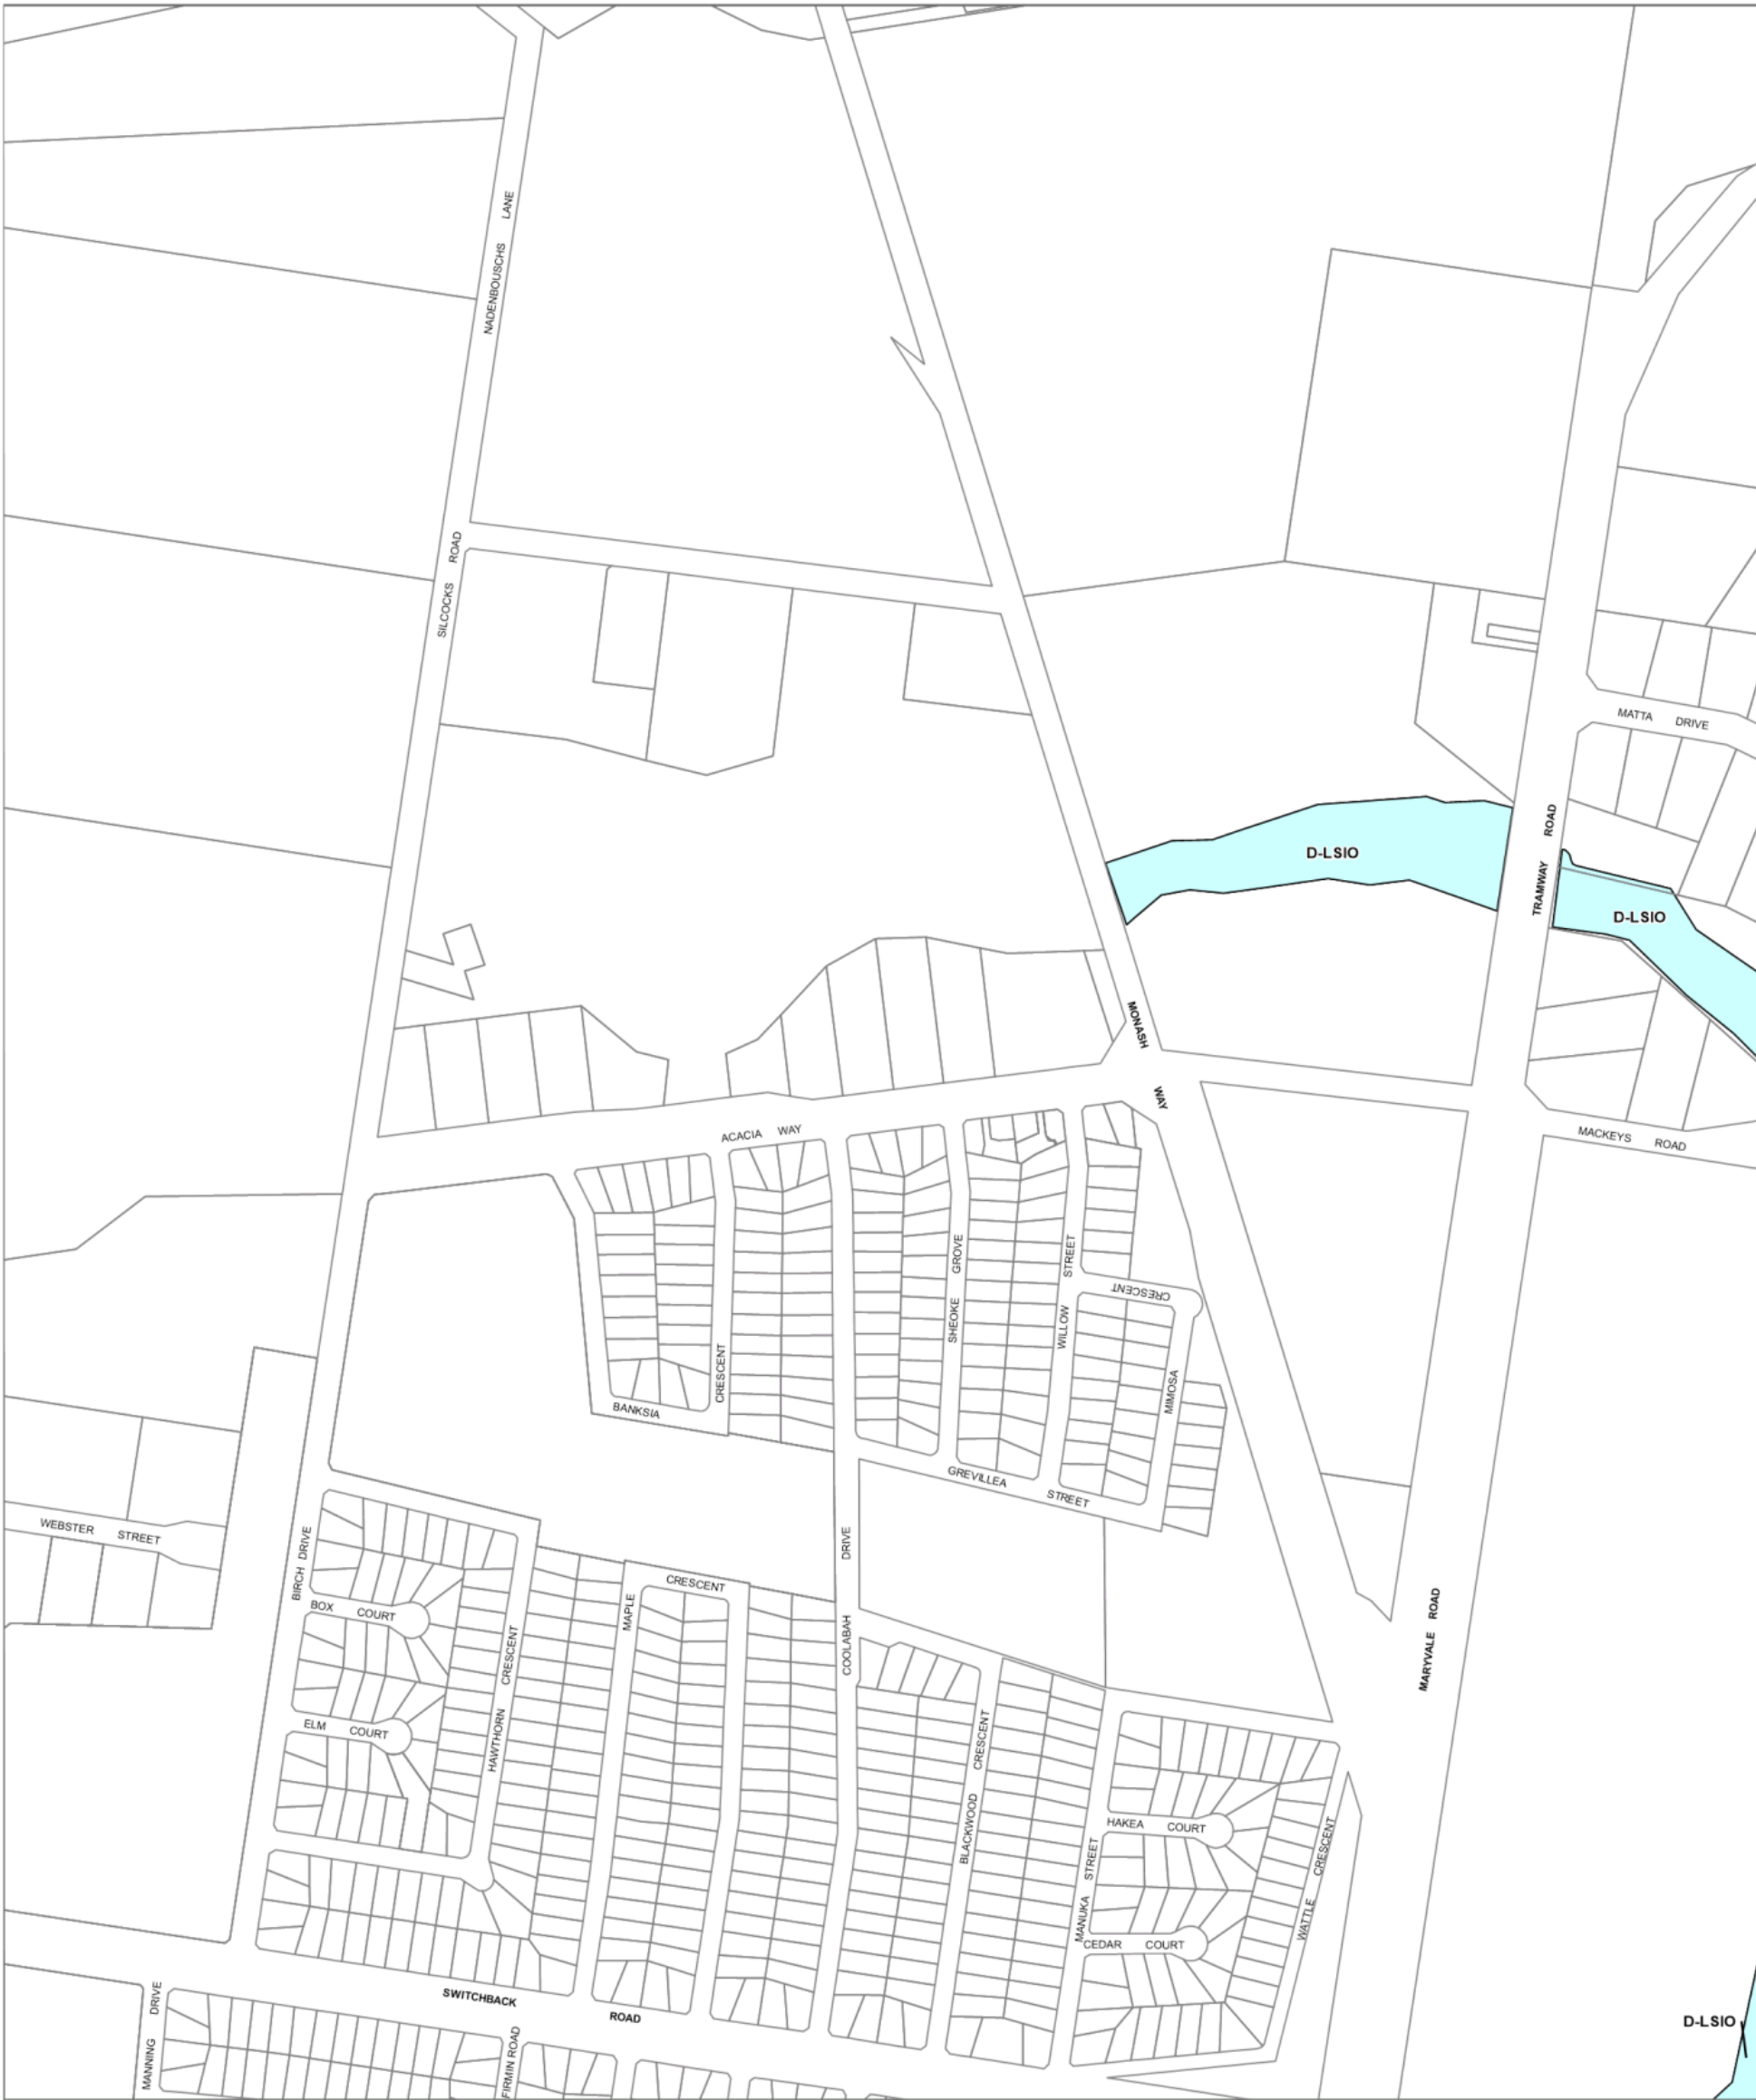 NADENBOUSCHS LANE
SILCOCKS ROAD
MATTA DRIVE
TRAMWAY ROAD
D-LSIO
D-LSIO
MONASH WAY
ACACIA WAY
MACKEYS ROAD
SHEOKE GROVE
WILLOW STREET
CRESCENT
MIMOSA
CRESCENT
BANKSIA
GREVILLEA STREET
WEBSTER STREET
BIRCH DRIVE
COOLABAH DRIVE
MAPLE CRESCENT
BOX COURT
HAWTHORN CRESCENT
MARYVALE ROAD
ELM COURT
BLACKWOOD CRESCENT
HAKEA COURT
MANUKA STREET
WATTLE CRESCENT
CEDAR COURT
SWITCHBACK ROAD
MANNING DRIVE
FIRMIN ROAD
D-LSIO